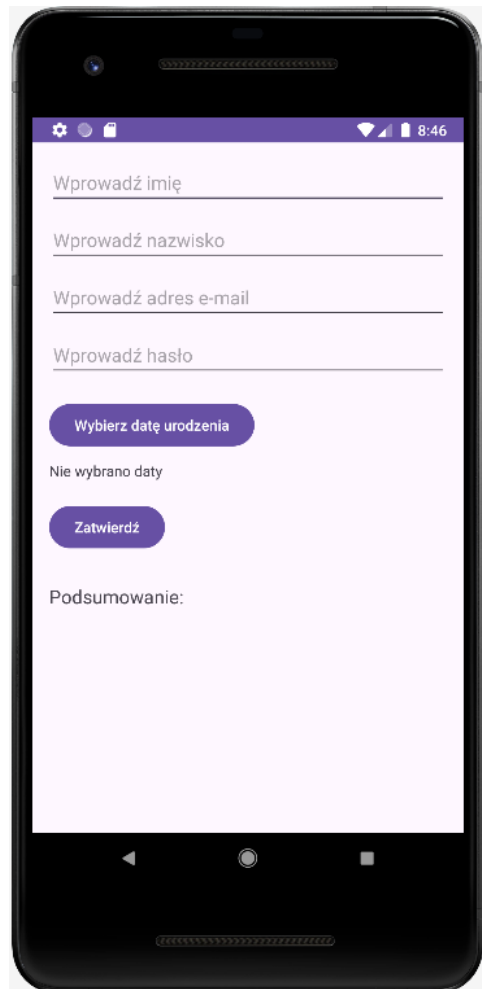 8:46
Wprowadź imię
Wprowadź nazwisko
Wprowadź adres e-mail
Wprowadź hasło
Wybierz datę urodzenia
Nie wybrano daty
Zatwierdź
Podsumowanie: